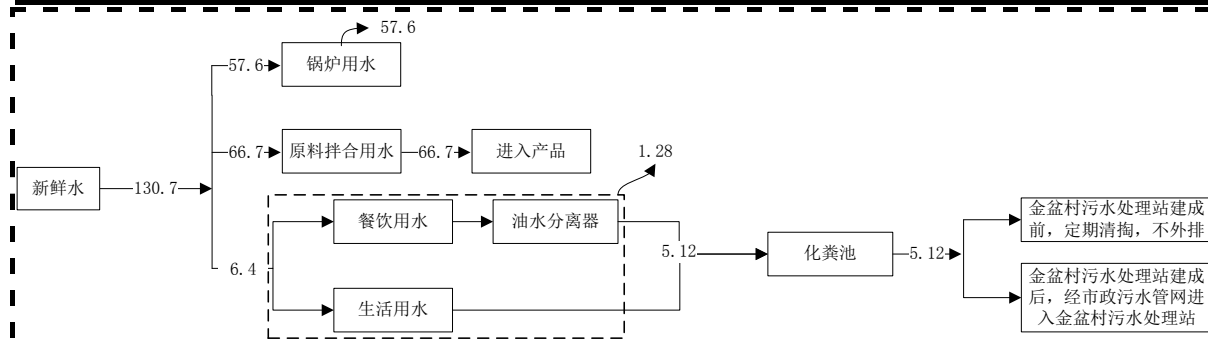 57.6
57.6
锅炉用水
66.7
原料拌合用水
66.7
进入产品
1.28
新鲜水
130.7
餐饮用水
油水分离器
金盆村污水处理站建成
前，定期清掏，不外排
6.4
5.12
化粪池
5.12
生活用水
金盆村污水处理站建成
后，经市政污水管网进
入金盆村污水处理站